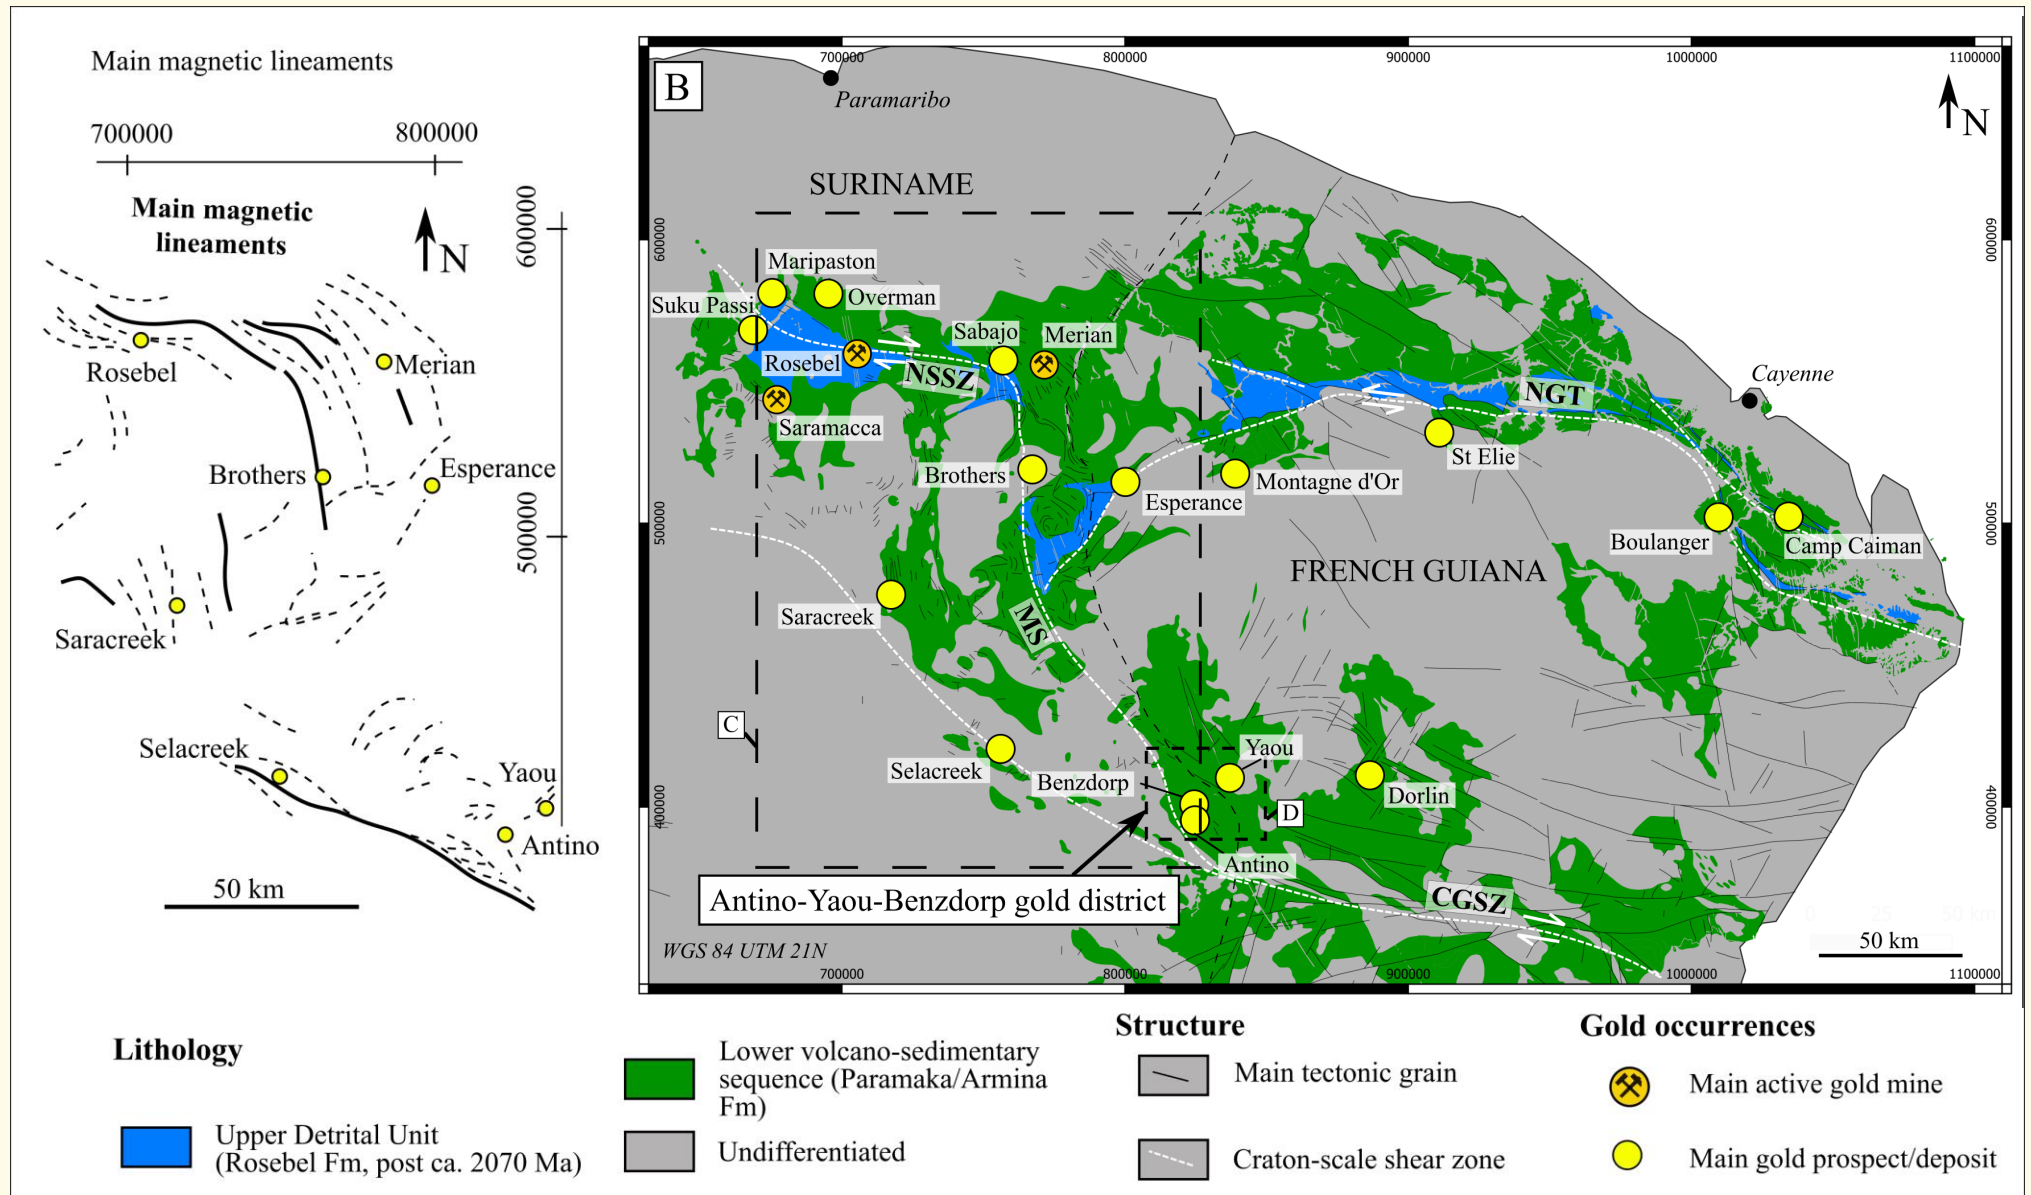 Main magnetic lineaments
700000
800000
Main magnetic
lineaments
N
600000
Rosebel
Merian
Brothers
Esperance
500000
Saracreek
Selacreek
Yaou
Antino
50 km
B
700000
800000
900000
1000000
1100000
Paramaribo
N
SURINAME
600000
600000
Maripaston
Suku Passi
Overman
Sabajo
Merian
Rosebel
NSSZ
Saramacca
Cayenne
NGT
St Elie
Brothers
Esperance
Montagne d'Or
500000
500000
Boulanger
Camp Caiman
FRENCH GUIANA
Saracreek
MS
C
Selacreek
Yaou
Benzdorp
Dorlin
D
400000
400000
Antino
Antino-Yaou-Benzdorp gold district
CGSZ
WGS 84 UTM 21N
0 25 50 km
50 km
700000
800000
900000
1000000
1100000
Lithology
Upper Detrital Unit
(Rosebel Fm, post ca. 2070 Ma)
Lower volcano-sedimentary
sequence (Paramaka/Armina
Fm)
Undifferentiated
Structure
Main tectonic grain
Craton-scale shear zone
Gold occurrences
Main active gold mine
Main gold prospect/deposit